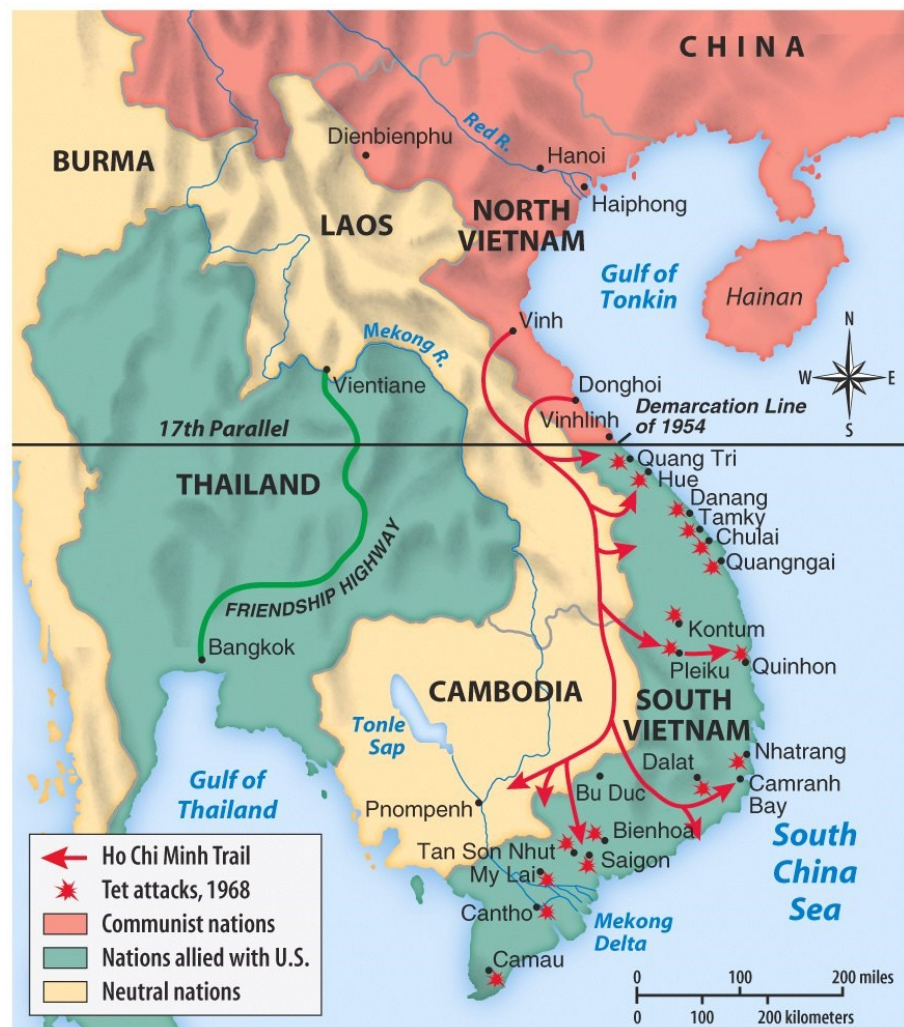 CHINA
Red R.
Dienbienphu
Hanoi
BURMA
Haiphong
NORTH
VIETNAM
LAOS
Gulf of
Tonkin
Hainan
Vinh
Mekong R.
N
W E
S
Vientiane
Donghoi
Vinhlinh
Demarcation Line
of 1954
17th Parallel
Quang Tri
Hue
THAILAND
Danang
Tamky
Chulai
Quangngai
FRIENDSHIP HIGHWAY
Kontum
Bangkok
Pleiku
Quinhon
CAMBODIA
SOUTH
VIETNAM
Tonle
Sap
Nhatrang
Dalat
Gulf of
Thailand
Camranh
Bay
Bu Duc
Pnompenh
Bienhoa
South
China
Sea
Tan Son Nhut
Saigon
My Lai
Cantho
Mekong
Delta
Camau
Ho Chi Minh Trail
Tet attacks, 1968
Communist nations
Nations allied with U.S.
Neutral nations
0 100 200 miles
0 100 200 kilometers